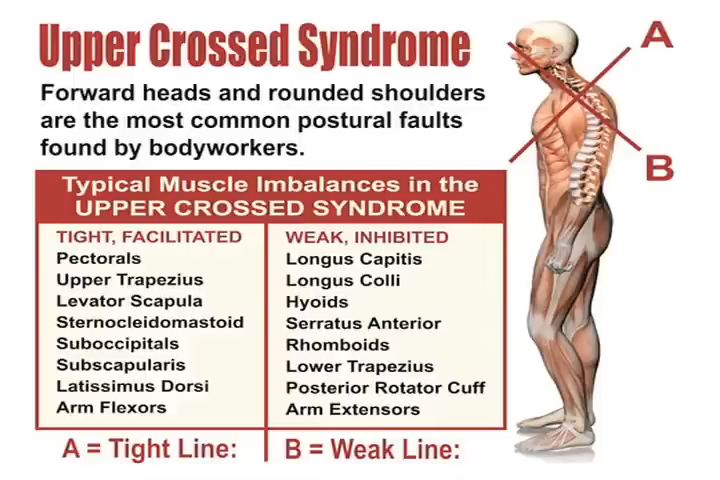 Upper Crossed Syndrome
Forward heads and rounded shoulders
are the most common postural faults
found by bodyworkers.
A
B
Typical Muscle Imbalances in the
UPPER CROSSED SYNDROME
TIGHT, FACILITATED
Pectorals
Upper Trapezius
Levator Scapula
Sternocleidomastoid
Suboccipitals
Subscapularis
Latissimus Dorsi
Arm Flexors
WEAK, INHIBITED
Longus Capitis
Longus Colli
Hyoids
Serratus Anterior
Rhomboids
Lower Trapezius
Posterior Rotator Cuff
Arm Extensors
A = Tight Line:
B = Weak Line: